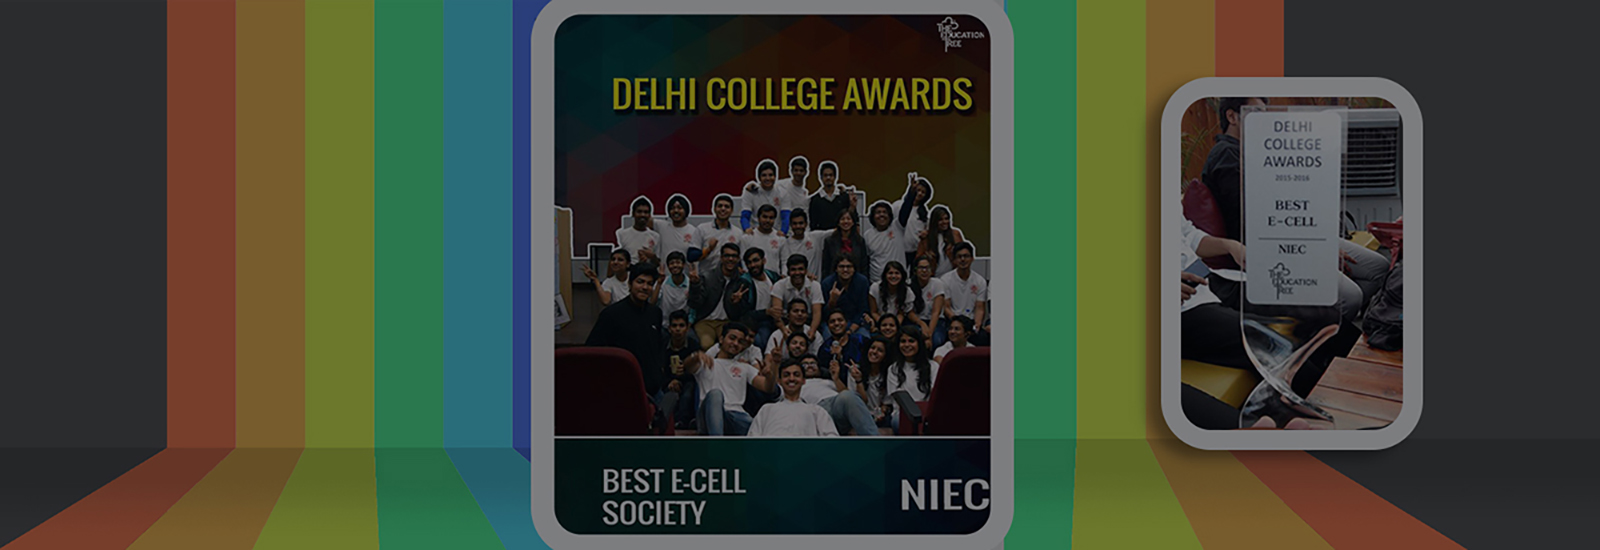 THE
EDUCATION
TREE
DELHI COLLEGE AWARDS
BEST E-CELL
SOCIETY
NIEC
DELHI
COLLEGE
AWARDS
2015-2016
BEST
E-CELL
NIEC
THE
EDUCATION
TREE